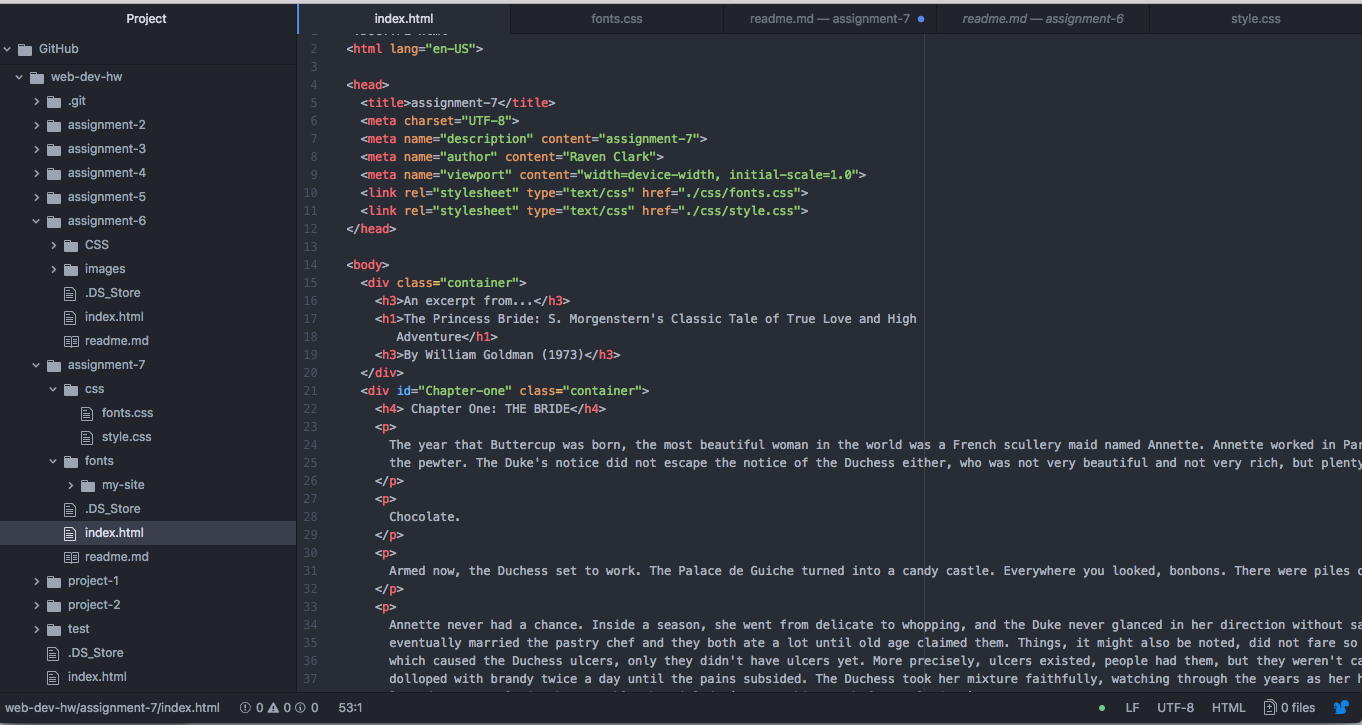 Project
index.html
fonts.css
readme.md — assignment-7
readme.md — assignment-6
style.css
GitHub
web-dev-hw
.git
assignment-2
assignment-3
assignment-4
assignment-5
assignment-6
CSS
images
.DS_Store
index.html
readme.md
assignment-7
css
fonts.css
style.css
fonts
my-site
.DS_Store
index.html
readme.md
project-1
project-2
test
.DS_Store
index.html
2 <html lang="en-US">
3
4 <head>
5 <title>assignment-7</title>
6 <meta charset="UTF-8">
7 <meta name="description" content="assignment-7">
8 <meta name="author" content="Raven Clark">
9 <meta name="viewport" content="width=device-width, initial-scale=1.0">
10 <link rel="stylesheet" type="text/css" href="./css/fonts.css">
11 <link rel="stylesheet" type="text/css" href="./css/style.css">
12 </head>
13
14 <body>
15 <div class="container">
16 <h3>An excerpt from...</h3>
17 <h1>The Princess Bride: S. Morgenstern's Classic Tale of True Love and High
18 Adventure</h1>
19 <h3>By William Goldman (1973)</h3>
20 </div>
21 <div id="Chapter-one" class="container">
22 <h4> Chapter One: THE BRIDE</h4>
23 <p>
24 The year that Buttercup was born, the most beautiful woman in the world was a French scullery maid named Annette. Annette worked in Par
25 the pewter. The Duke's notice did not escape the notice of the Duchess either, who was not very beautiful and not very rich, but plenty
26 </p>
27 <p>
28 Chocolate.
29 </p>
30 <p>
31 Armed now, the Duchess set to work. The Palace de Guiche turned into a candy castle. Everywhere you looked, bonbons. There were piles
32 </p>
33 <p>
34 Annette never had a chance. Inside a season, she went from delicate to whopping, and the Duke never glanced in her direction without sa
35 eventually married the pastry chef and they both ate a lot until old age claimed them. Things, it might also be noted, did not fare so
36 which caused the Duchess ulcers, only they didn't have ulcers yet. More precisely, ulcers existed, people had them, but they weren't ca
37 dolloped with brandy twice a day until the pains subsided. The Duchess took her mixture faithfully, watching through the years as her
web-dev-hw/assignment-7/index.html 0 0 0 53:1 LF UTF-8 HTML 0 files